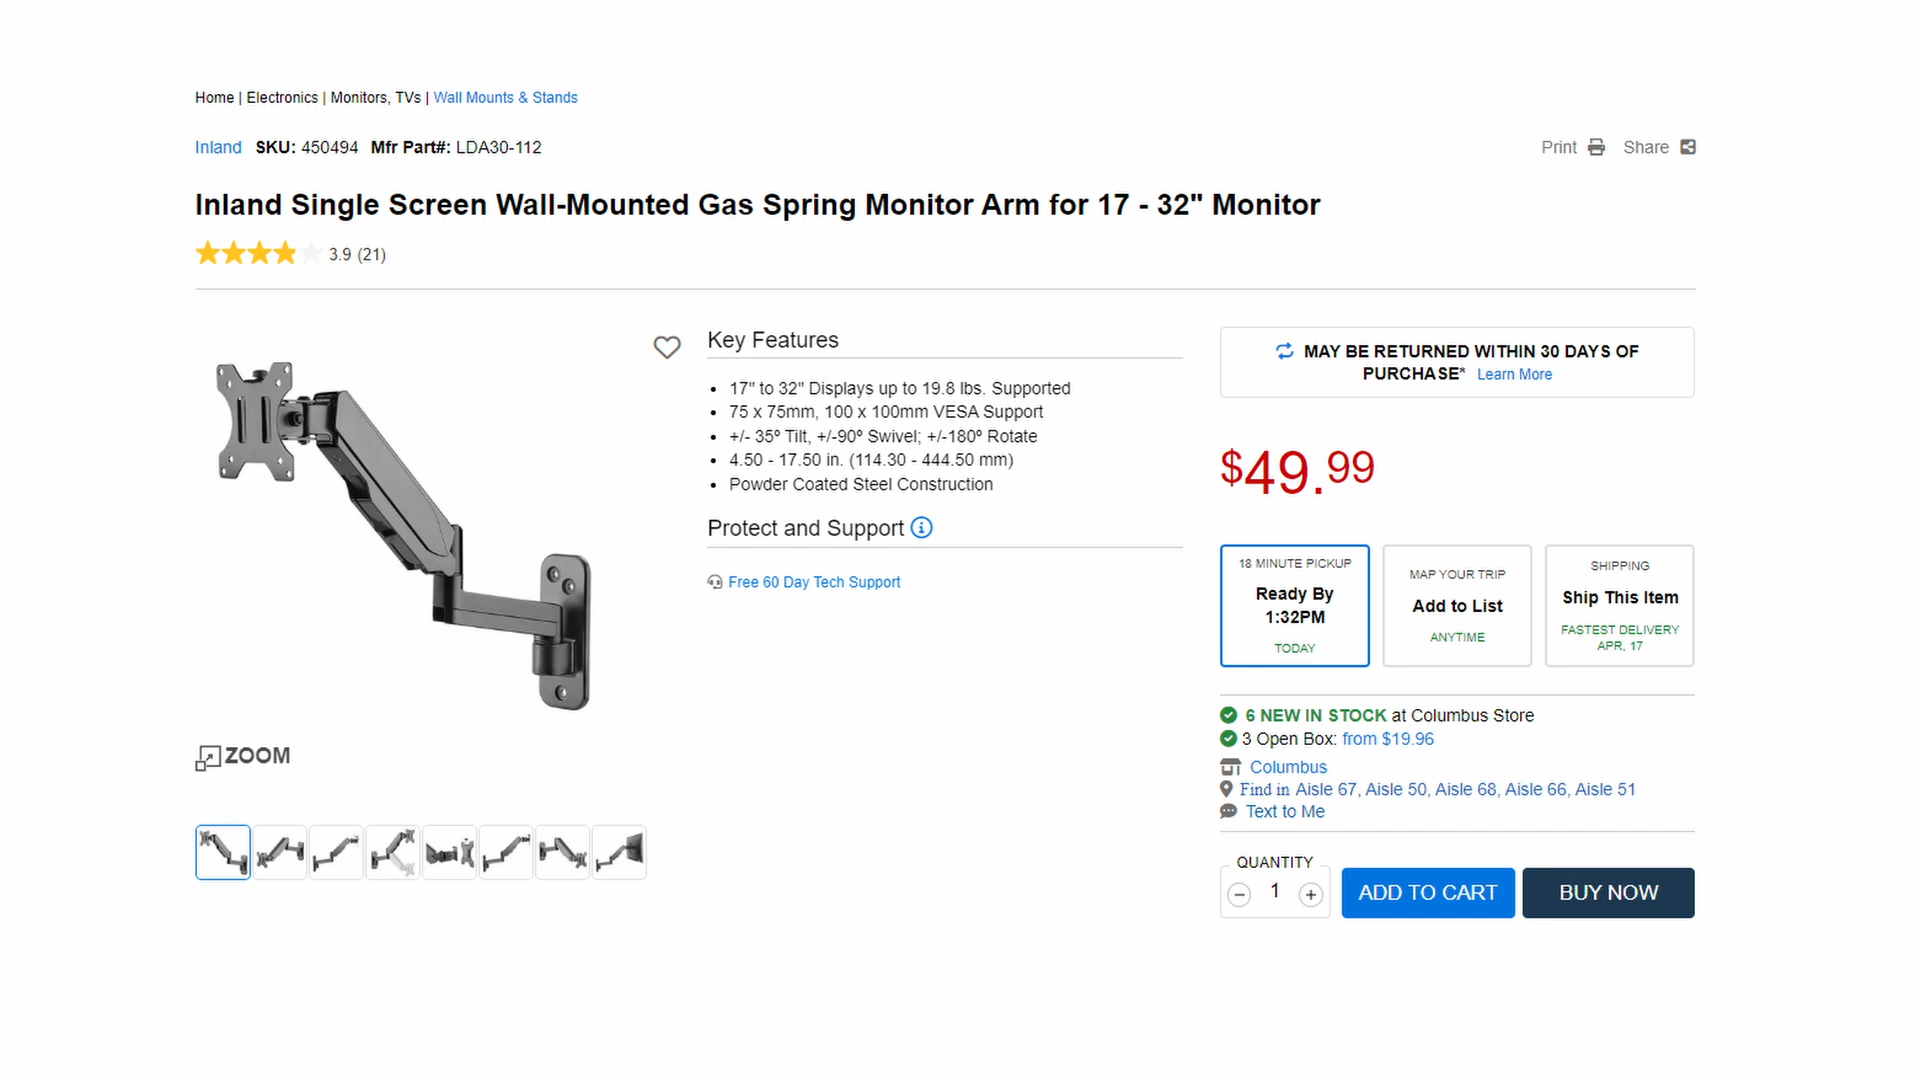 Home | Electronics | Monitors, TVs | Wall Mounts & Stands
Inland SKU: 450494 Mfr Part#: LDA30-112
Print Share
Inland Single Screen Wall-Mounted Gas Spring Monitor Arm for 17 - 32" Monitor
3.9 (21)
Key Features
• 17" to 32" Displays up to 19.8 lbs. Supported
• 75 x 75mm, 100 x 100mm VESA Support
• +/- 35º Tilt, +/-90º Swivel; +/-180º Rotate
• 4.50 - 17.50 in. (114.30 - 444.50 mm)
• Powder Coated Steel Construction
Protect and Support
Free 60 Day Tech Support
ZOOM
MAY BE RETURNED WITHIN 30 DAYS OF
PURCHASE* Learn More
$49.99
18 MINUTE PICKUP
Ready By
1:32PM
TODAY
MAP YOUR TRIP
Add to List
ANYTIME
SHIPPING
Ship This Item
FASTEST DELIVERY
APR, 17
6 NEW IN STOCK at Columbus Store
3 Open Box: from $19.96
Columbus
Find in Aisle 67, Aisle 50, Aisle 68, Aisle 66, Aisle 51
Text to Me
QUANTITY
1
ADD TO CART
BUY NOW